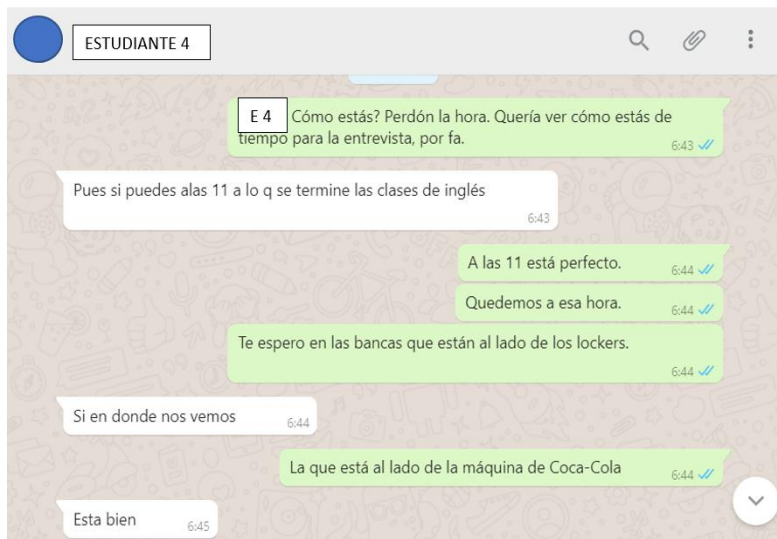 ESTUDIANTE 4
E 4 Cómo estás? Perdón la hora. Quería ver cómo estás de
tiempo para la entrevista, por fa.
6:43
Pues si puedes alas 11 a lo q se termine las clases de inglés
6:43
A las 11 está perfecto.
6:44
Quedemos a esa hora.
6:44
Te espero en las bancas que están al lado de los lockers.
6:44
Si en donde nos vemos
6:44
La que está al lado de la máquina de Coca-Cola
6:44
Esta bien
6:45